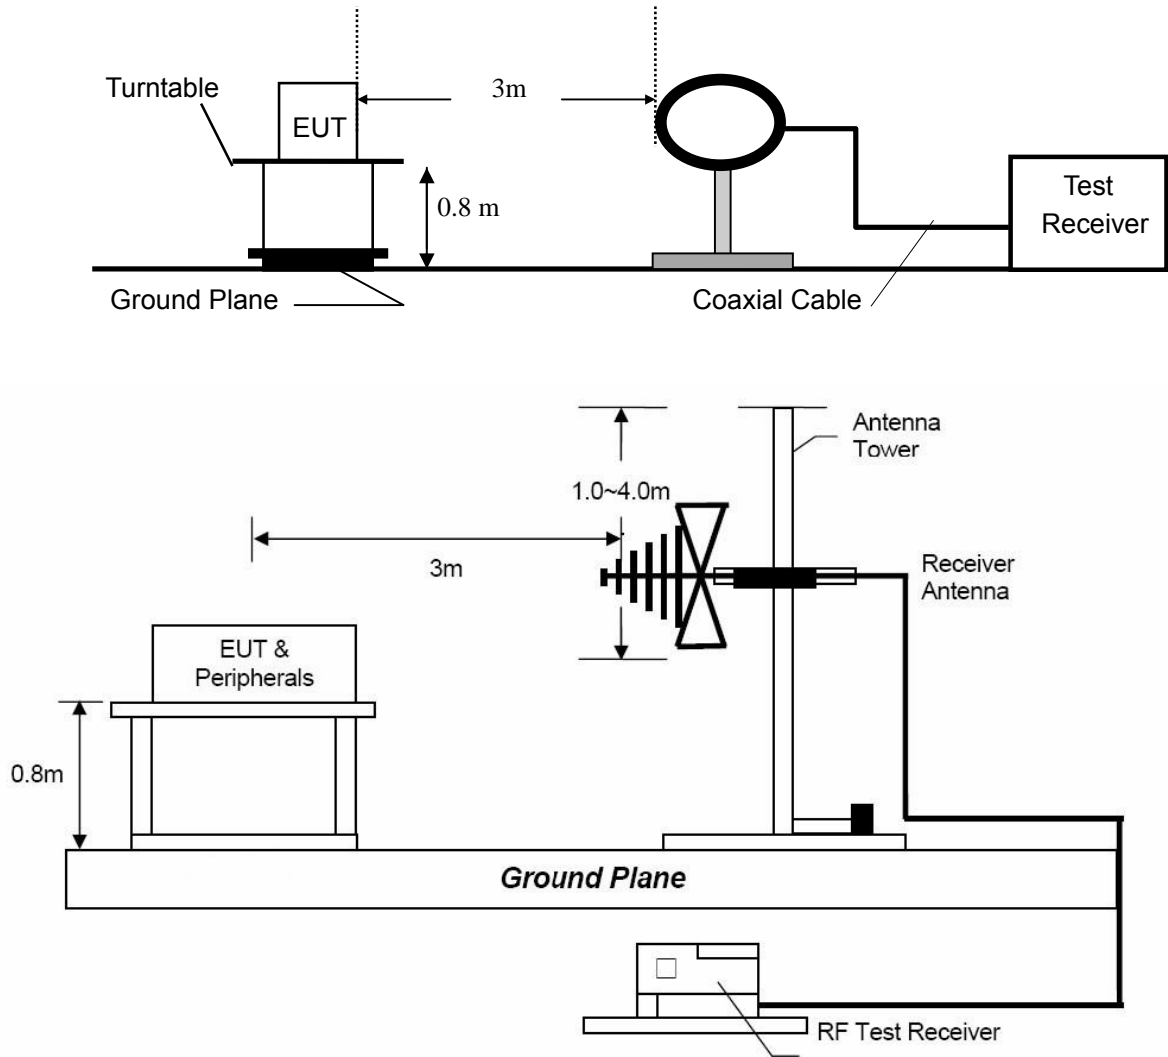 Turntable
3m
EUT
0.8 m
Test
Receiver
Ground Plane
Coaxial Cable
Antenna
Tower
1.0~4.0m
3m
Receiver
Antenna
EUT &
Peripherals
0.8m
Ground Plane
RF Test Receiver